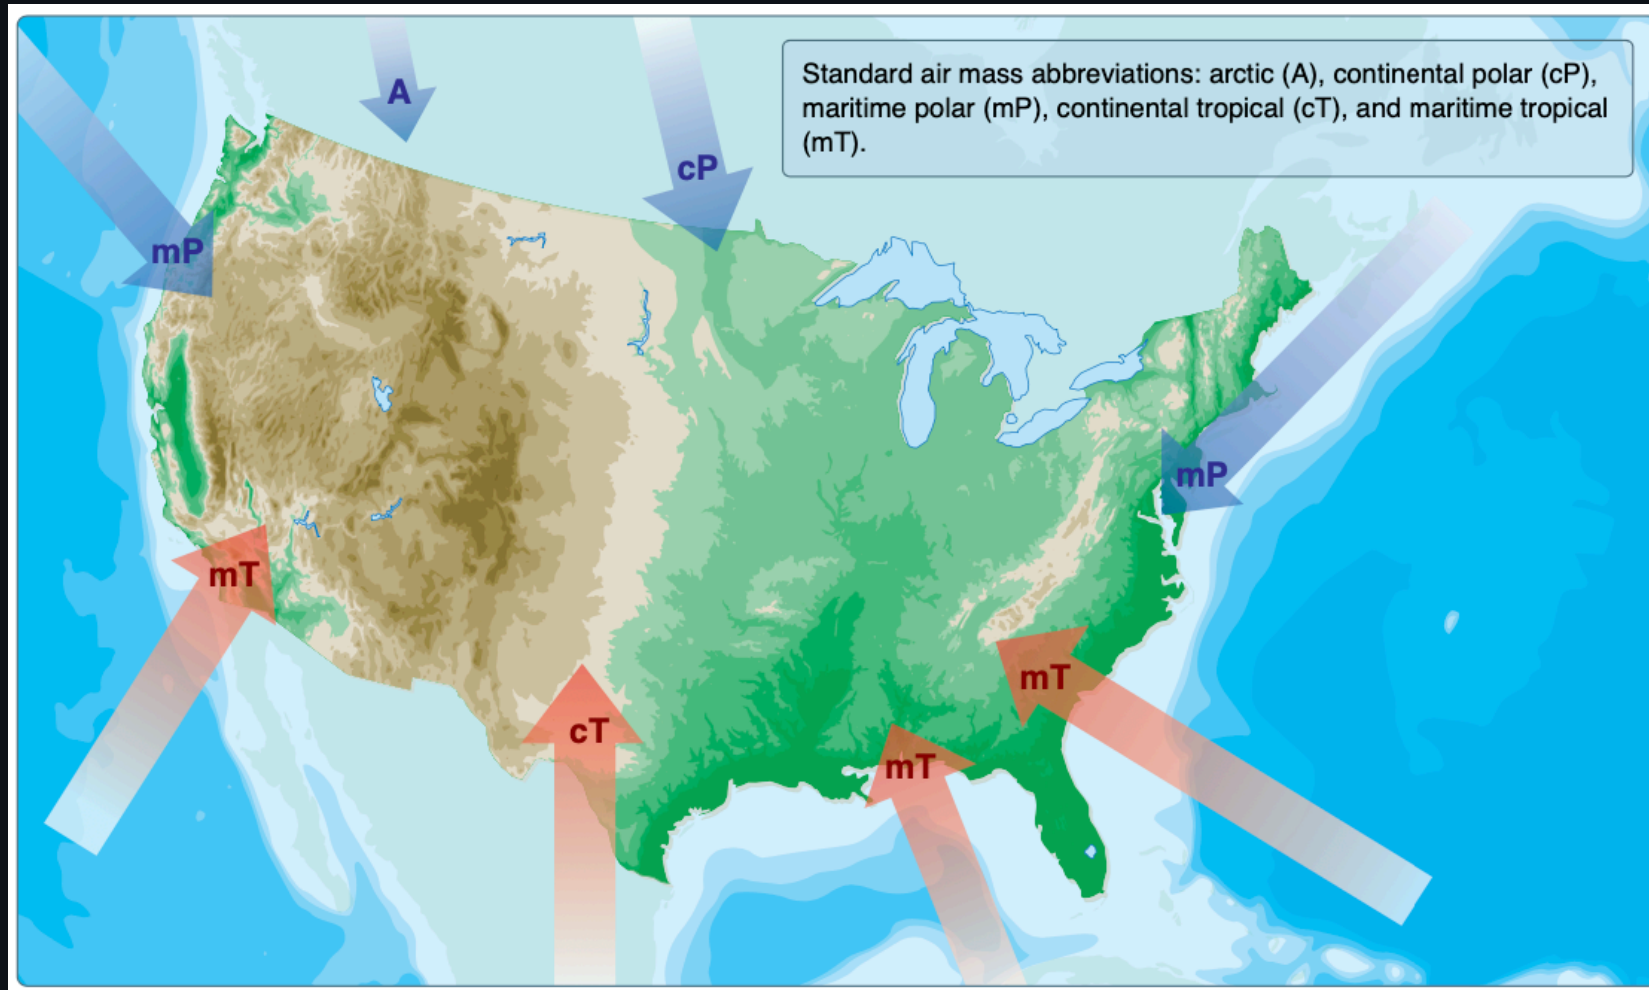 Standard air mass abbreviations: arctic (A), continental polar (cP),
maritime polar (mP), continental tropical (cT), and maritime tropical
(mT).
A
cP
mP
mP
mT
mT
cT
mT